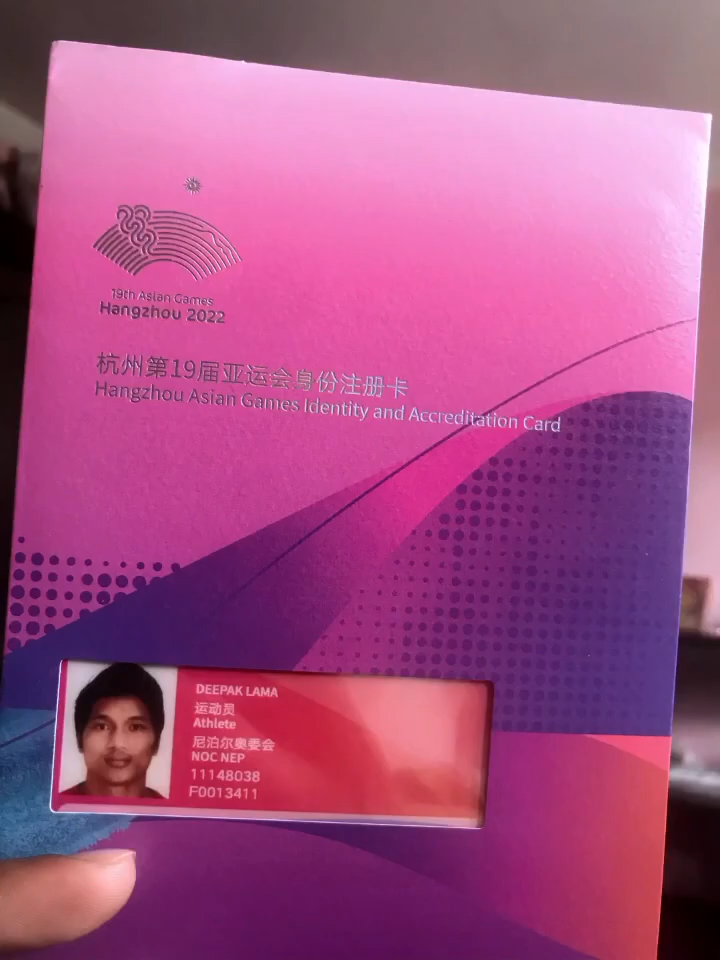 19th Asian Games
Hangzhou 2022
杭州第19届亚运会身份注册卡
Hangzhou Asian Games Identity and Accreditation Card
DEEPAK LAMA
运动员
Athlete
尼泊尔奥委会
NOC NEP
11148038
F0013411